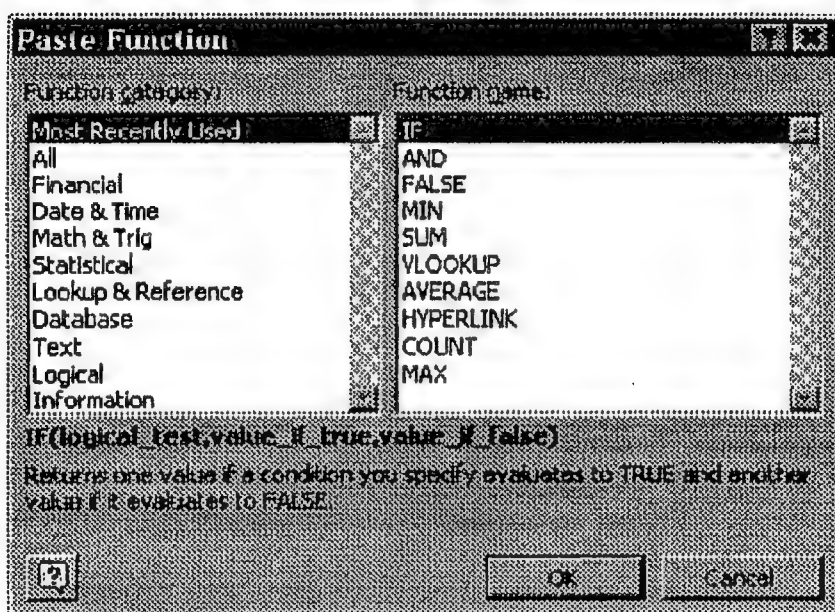 Paste Function
Function category:
Function name:
Most Recently Used
All
Financial
Date & Time
Math & Trig
Statistical
Lookup & Reference
Database
Text
Logical
Information
IF
AND
FALSE
MIN
SUM
VLOOKUP
AVERAGE
HYPERLINK
COUNT
MAX
IF(logical_test,value_if_true,value_if_false)
Returns one value if a condition you specify evaluates to TRUE and another
value if it evaluates to FALSE.
OK
Cancel